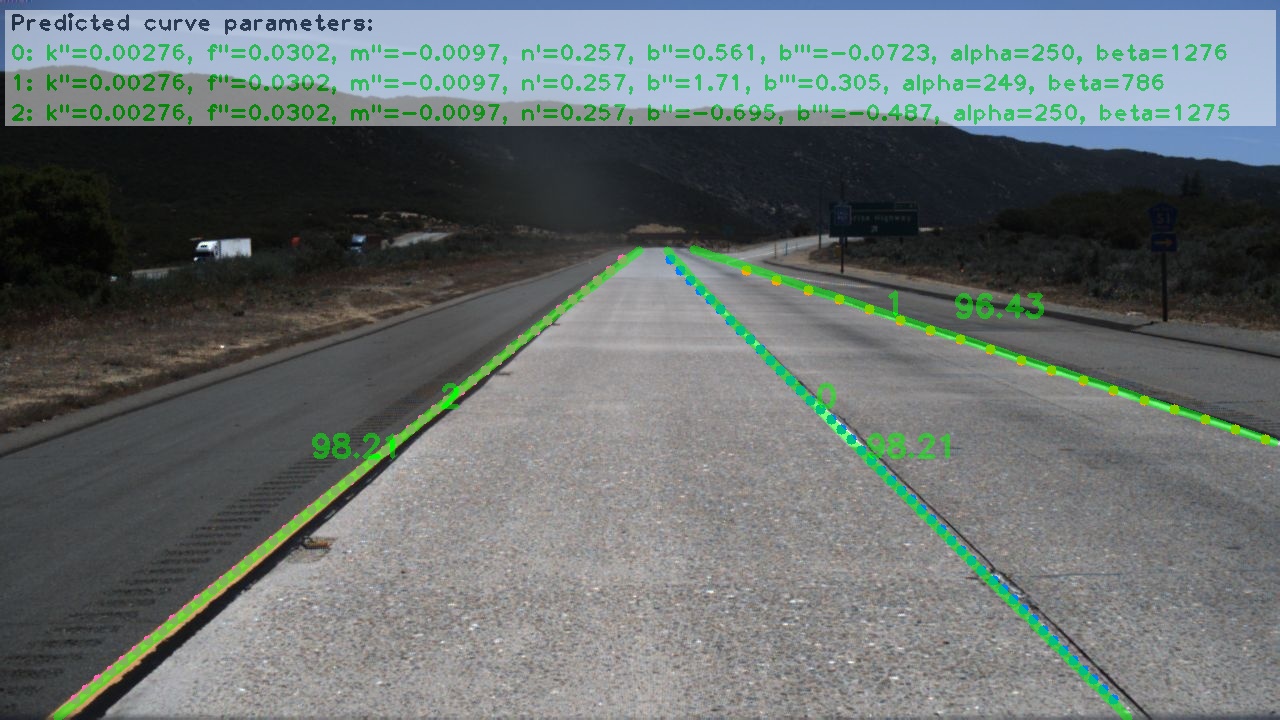 Predicted curve parameters:
0: k''=0.00276, f''=0.0302, m''=-0.0097, n'=0.257, b''=0.561, b'''=-0.0723, alpha=250, beta=1276
1: k''=0.00276, f''=0.0302, m''=-0.0097, n'=0.257, b''=1.71, b'''=0.305, alpha=249, beta=786
2: k''=0.00276, f''=0.0302, m''=-0.0097, n'=0.257, b''=-0.695, b'''=-0.487, alpha=250, beta=1275
Highway
S1
1 96.43
2
0
98.21
98.21